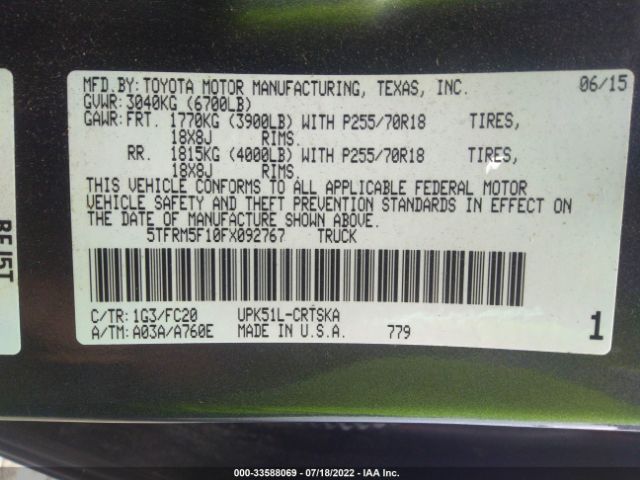 MFD.BY: TOYOTA MOTOR MANUFACTURING, TEXAS, INC. 06/15
GVWR: 3040KG (6700LB)
GAWR: FRT. 1770KG (3900LB) WITH P255/70R18 TIRES,
18X8J RIMS.
RR. 1815KG (4000LB) WITH P255/70R18 TIRES,
18X8J RIMS.
THIS VEHICLE CONFORMS TO ALL APPLICABLE FEDERAL MOTOR
VEHICLE SAFETY AND THEFT PREVENTION STANDARDS IN EFFECT ON
THE DATE OF MANUFACTURE SHOWN ABOVE.
5TFRM5F10FX092767 TRUCK
C/TR: 1G3/FC20 UPK51L-CRTSKA
A/TM: A03A/A760E MADE IN U.S.A. 779 1
000-33588069 - 07/18/2022 - IAA Inc.